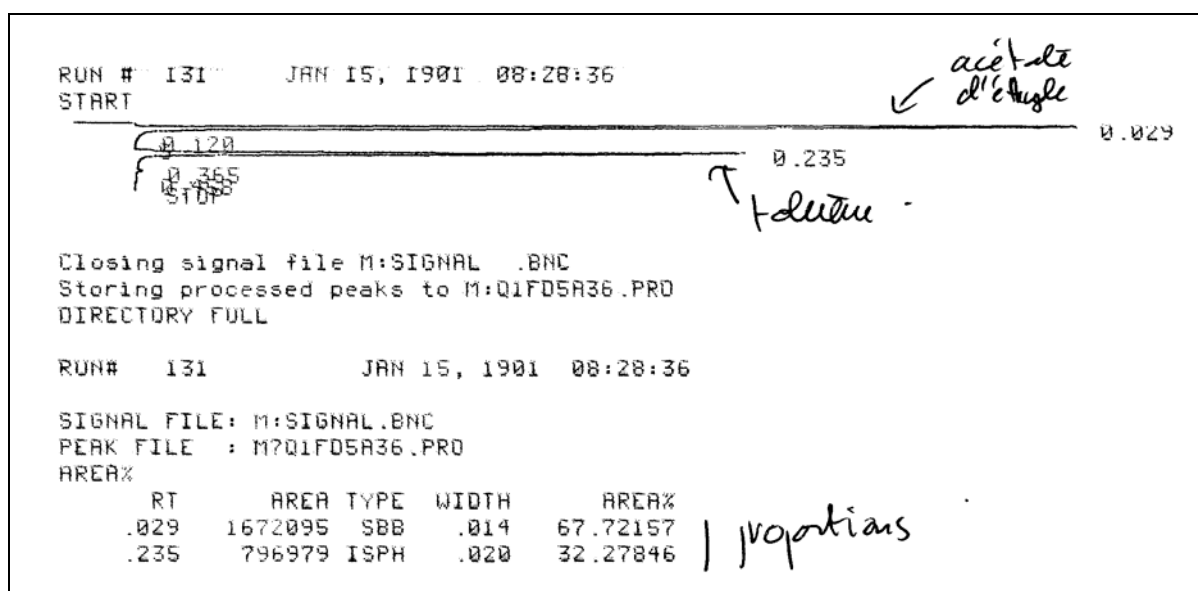 RUN # 131 JAN 15, 1901 08:28:36
START
acétate
d'éthyle
0.029
0.120
0.235
0.365
STOP
toluène
Closing signal file M:SIGNAL .BNC
Storing processed peaks to M:Q1FD5A36.PRO
DIRECTORY FULL
RUN# 131 JAN 15, 1901 08:28:36
SIGNAL FILE: M:SIGNAL.BNC
PEAK FILE : M?Q1FD5A36.PRO
AREA%
RT AREA TYPE WIDTH AREA%
.029 1672095 SBB .014 67.72157
.235 796979 ISPH .020 32.27846
proportions